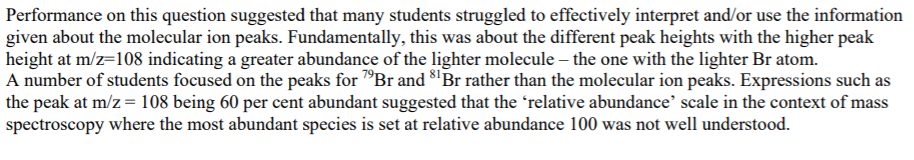 Performance on this question suggested that many students struggled to effectively interpret and/or use the information
given about the molecular ion peaks. Fundamentally, this was about the different peak heights with the higher peak
height at m/z=108 indicating a greater abundance of the lighter molecule – the one with the lighter Br atom.
A number of students focused on the peaks for ⁷⁹Br and ⁸¹Br rather than the molecular ion peaks. Expressions such as
the peak at m/z = 108 being 60 per cent abundant suggested that the ‘relative abundance’ scale in the context of mass
spectroscopy where the most abundant species is set at relative abundance 100 was not well understood.